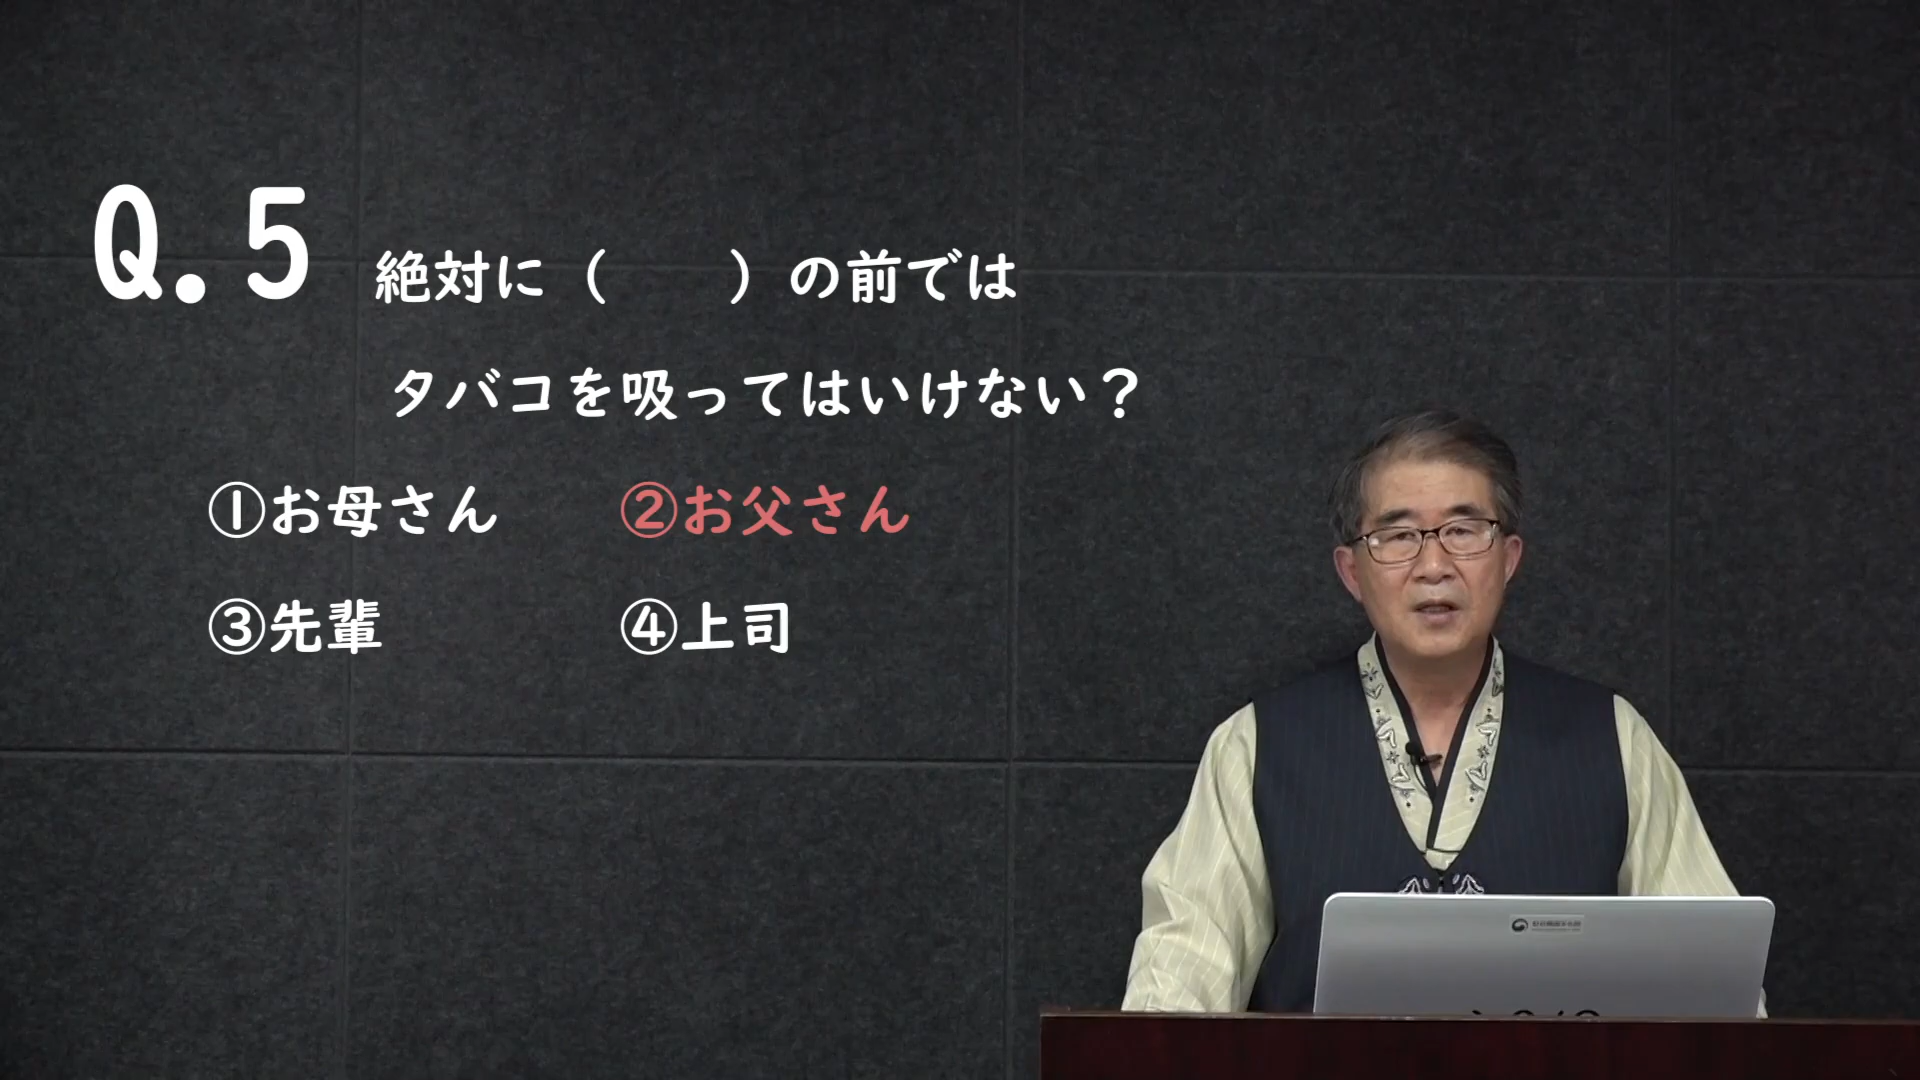 Q.5 絶対に（　　）の前では
タバコを吸ってはいけない？
①お母さん ②お父さん
③先輩 ④上司